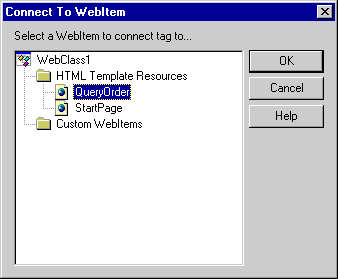 Connect To WebItem
Select a WebItem to connect tag to...
WebClass1
HTML Template Resources
QueryOrder
StartPage
Custom WebItems
OK
Cancel
Help